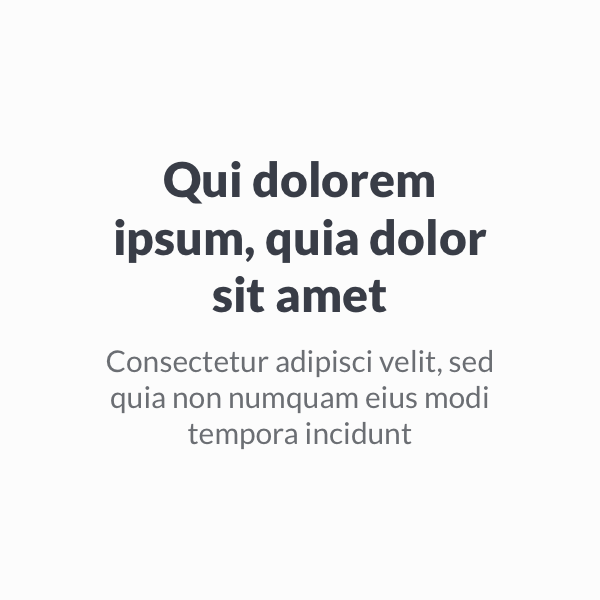 Qui dolorem
ipsum, quia dolor
sit amet
Consectetur adipisci velit, sed
quia non numquam eius modi
tempora incidunt